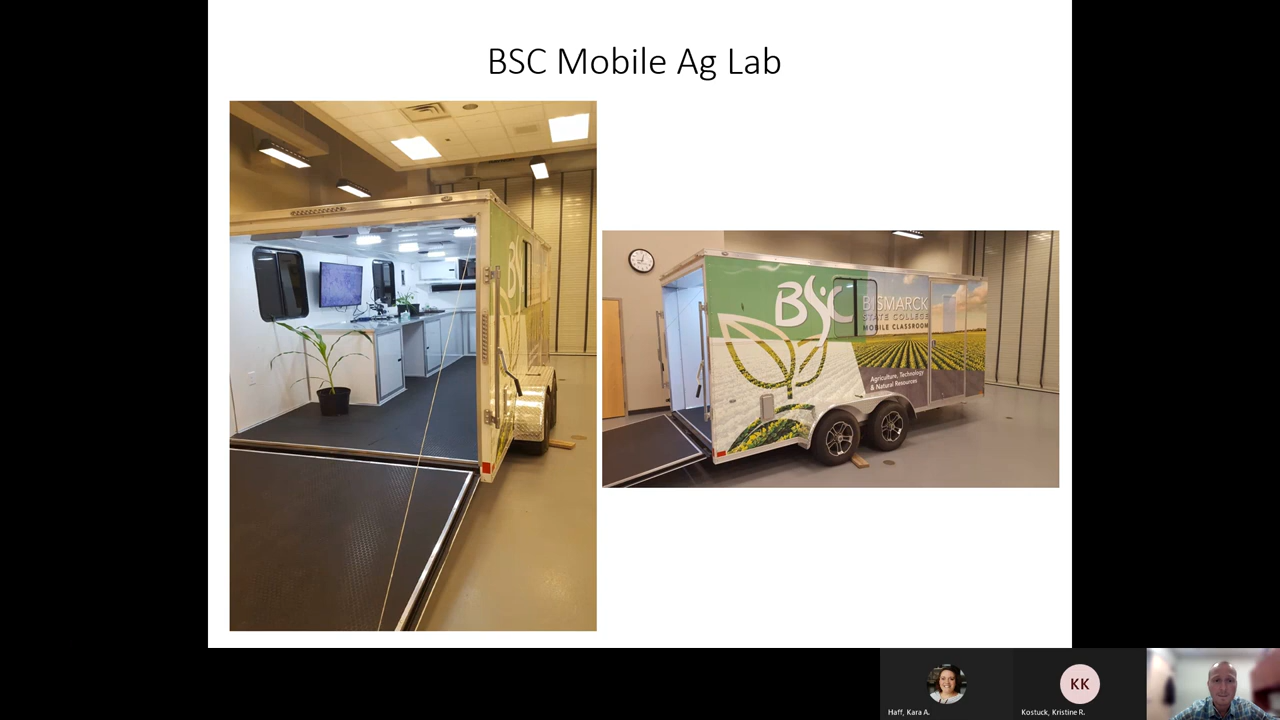 BSC Mobile Ag Lab
BSC
BSC
BISMARCK
STATE COLLEGE
MOBILE CLASSROOM
Agriculture, Technology
& Natural Resources
Haff, Kara A.
KK
Kostuck, Kristine R.